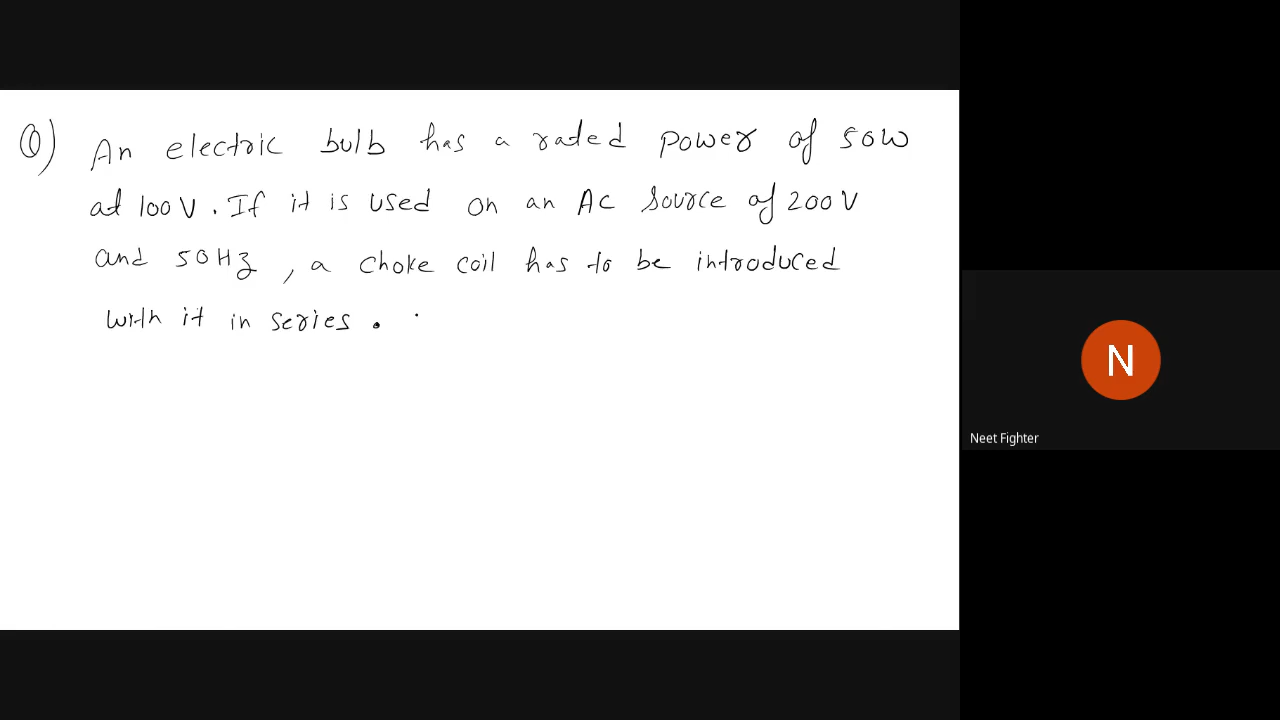 Q) An electric bulb has a rated power of 50W
at 100V. If it is used on an AC source of 200V
and 50Hz, a choke coil has to be introduced
with it in series.
N
Neet Fighter